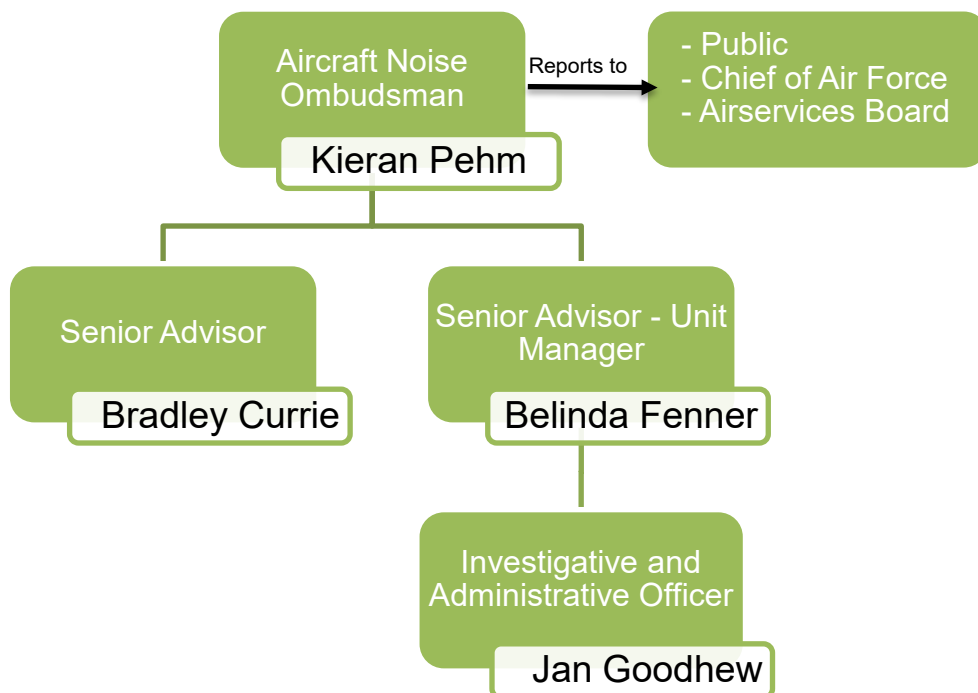 Aircraft Noise
Ombudsman
Kieran Pehm
Reports to
- Public
- Chief of Air Force
- Airservices Board
Senior Advisor
Bradley Currie
Senior Advisor - Unit
Manager
Belinda Fenner
Investigative and
Administrative Officer
Jan Goodhew